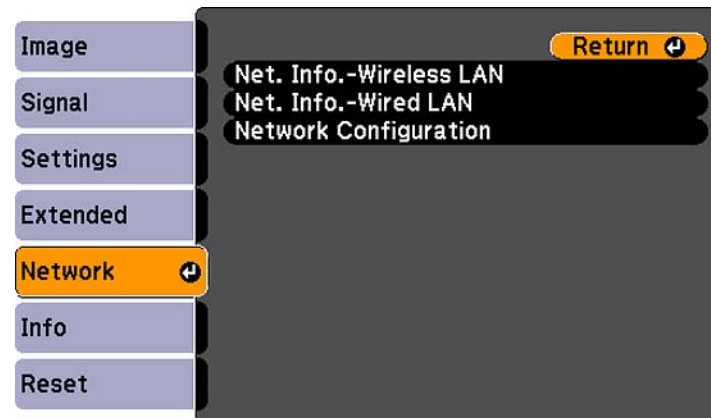 Image
Signal
Settings
Extended
Network
Info
Reset
Return
Net. Info.-Wireless LAN
Net. Info.-Wired LAN
Network Configuration